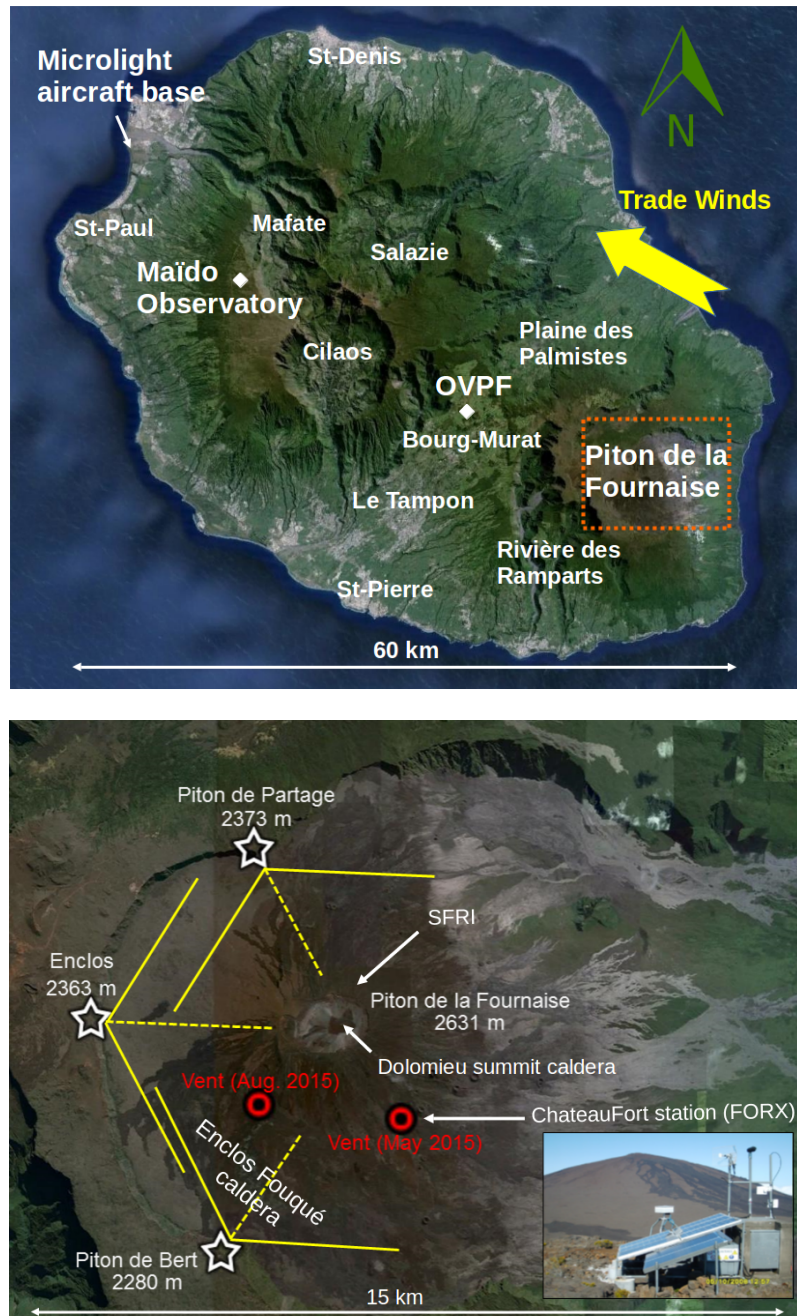 Microlight
aircraft base
St-Denis
N
Trade Winds
St-Paul
Mafate
Salazie
Maïdo
Observatory
Cilaos
Plaine des
Palmistes
OVPF
Bourg-Murat
Piton de la
Fournaise
Le Tampon
Rivière des
Ramparts
St-Pierre
60 km
Piton de Partage
2373 m
SFRI
Enclos
2363 m
Piton de la Fournaise
2631 m
Dolomieu summit caldera
Vent (Aug. 2015)
ChateauFort station (FORX)
Vent (May 2015)
Enclos Fouqué
caldera
Piton de Bert
2280 m
15 km